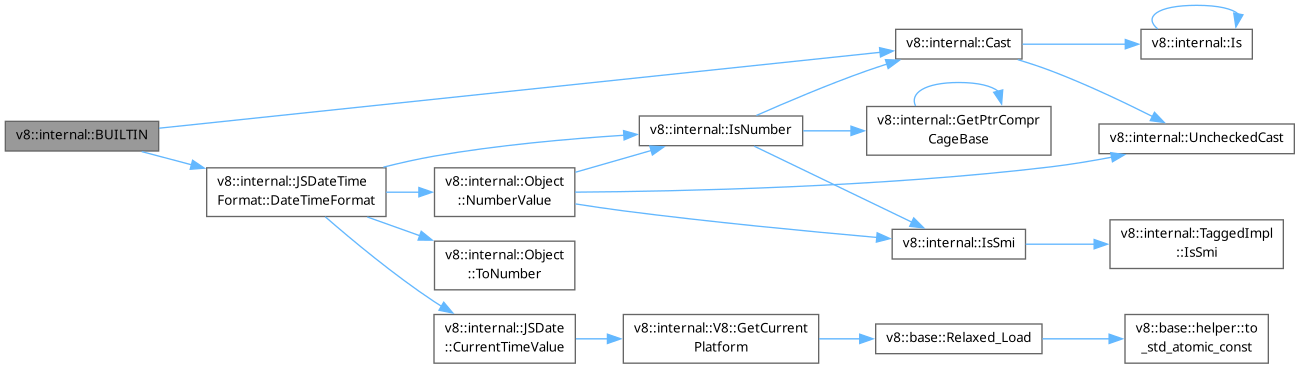 v8::internal::BUILTIN
v8::internal::JSDateTime
Format::DateTimeFormat
v8::internal::Object
::NumberValue
v8::internal::Object
::ToNumber
v8::internal::JSDate
::CurrentTimeValue
v8::internal::IsNumber
v8::internal::V8::GetCurrent
Platform
v8::internal::Cast
v8::internal::GetPtrCompr
CageBase
v8::internal::IsSmi
v8::base::Relaxed_Load
v8::internal::Is
v8::internal::UncheckedCast
v8::internal::TaggedImpl
::IsSmi
v8::base::helper::to
_std_atomic_const